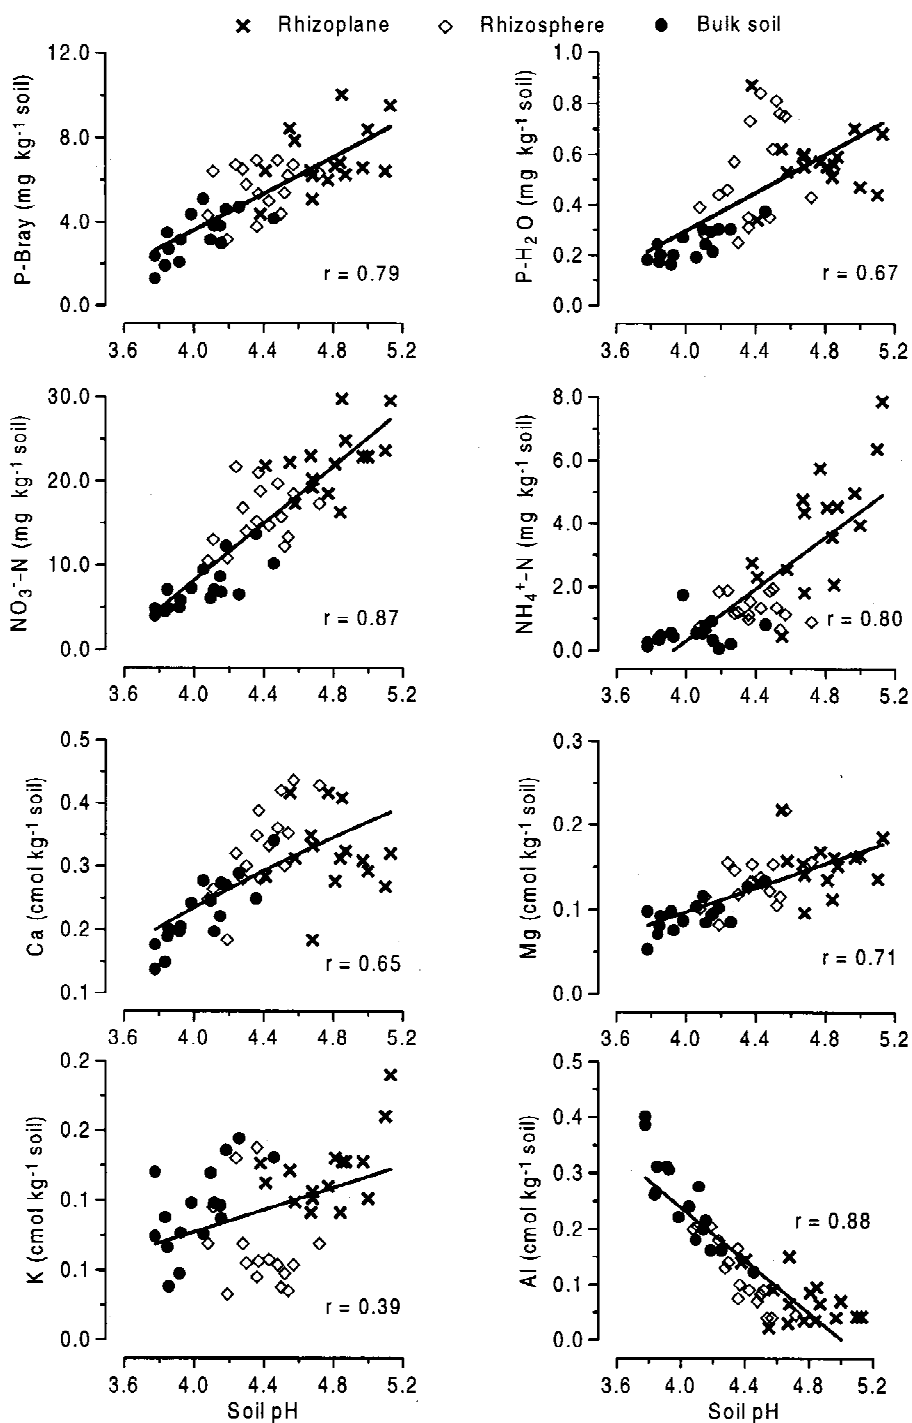 Rhizoplane Rhizosphere Bulk soil
P-Bray (mg kg⁻¹ soil)
12.0
8.0
4.0
0.0
r = 0.79
3.6 4.0 4.4 4.8 5.2
P-H₂O (mg kg⁻¹ soil)
1.0
0.8
0.6
0.4
0.2
0.0
r = 0.67
3.6 4.0 4.4 4.8 5.2
NO₃⁻-N (mg kg⁻¹ soil)
30.0
20.0
10.0
0.0
r = 0.87
3.6 4.0 4.4 4.8 5.2
NH₄⁺-N (mg kg⁻¹ soil)
8.0
6.0
4.0
2.0
0.0
r = 0.80
3.6 4.0 4.4 4.8 5.2
Ca (cmol kg⁻¹ soil)
0.5
0.4
0.3
0.2
0.1
r = 0.65
3.6 4.0 4.4 4.8 5.2
Mg (cmol kg⁻¹ soil)
0.3
0.2
0.1
0.0
r = 0.71
3.6 4.0 4.4 4.8 5.2
K (cmol kg⁻¹ soil)
0.2
0.2
0.1
0.1
0.0
r = 0.39
3.6 4.0 4.4 4.8 5.2
Soil pH
Al (cmol kg⁻¹ soil)
0.5
0.4
0.3
0.2
0.1
0.0
r = 0.88
3.6 4.0 4.4 4.8 5.2
Soil pH